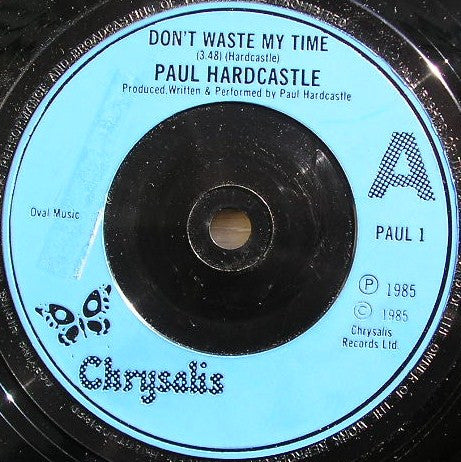 DON'T WASTE MY TIME
(3.48) (Hardcastle)
PAUL HARDCASTLE
Produced, Written & Performed by Paul Hardcastle
A
Oval Music
PAUL 1
Ⓟ 1985
© 1985
Chrysalis
Records Ltd.
Chrysalis